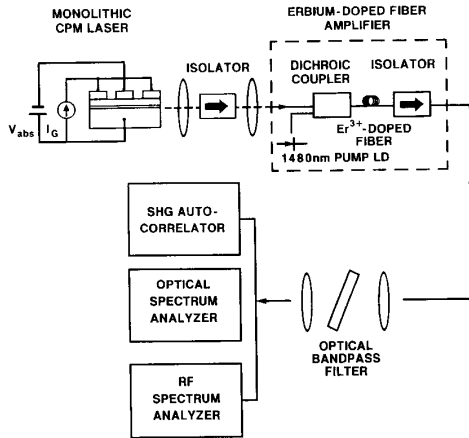 MONOLITHIC
CPM LASER
ERBIUM-DOPED FIBER
AMPLIFIER
ISOLATOR
DICHROIC
COUPLER
ISOLATOR
Vabs
IG
Er3+-DOPED
FIBER
1480nm PUMP LD
SHG AUTO-
CORRELATOR
OPTICAL
SPECTRUM
ANALYZER
RF
SPECTRUM
ANALYZER
OPTICAL
BANDPASS
FILTER